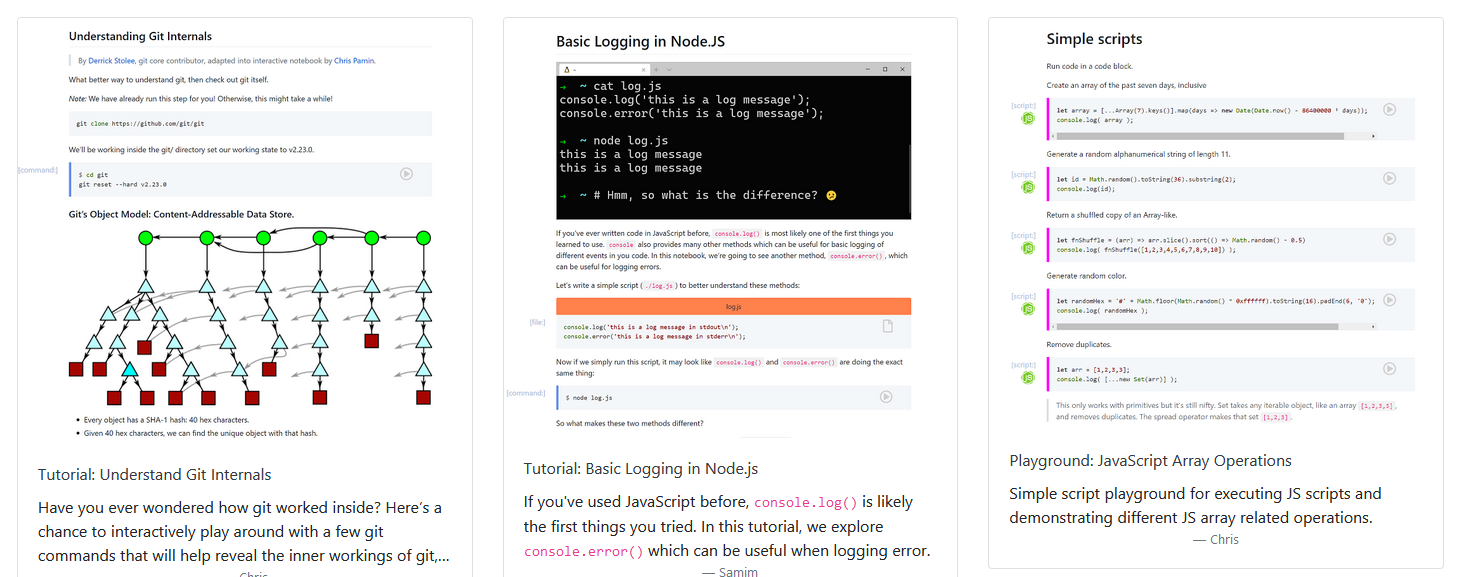 Understanding Git Internals
By Derrick Stolee, git core contributor, adapted into interactive notebook by Chris Parnin.
What better way to understand git, then check out git itself.
Note: We have already run this step for you! Otherwise, this might take a while!
git clone https://github.com/git/git
We'll be working inside the git/ directory set our working state to v2.23.0.
[command:]
$ cd git
git reset --hard v2.23.0
Git's Object Model: Content-Addressable Data Store.
Every object has a SHA-1 hash: 40 hex characters.
Given 40 hex characters, we can find the unique object with that hash.
Tutorial: Understand Git Internals
Have you ever wondered how git worked inside? Here's a
chance to interactively play around with a few git
commands that will help reveal the inner workings of git,...
Chris
Basic Logging in Node.JS
→ ~ cat log.js
console.log('this is a log message');
console.error('this is a log message');
→ ~ node log.js
this is a log message
this is a log message
→ ~ # Hmm, so what is the difference? 😕
If you've ever written code in JavaScript before, console.log() is most likely one of the first things you
learned to use. console also provides many other methods which can be useful for basic logging of
different events in you code. In this notebook, we're going to see another method, console.error(), which
can be useful for logging errors.
Let's write a simple script ( ./log.js ) to better understand these methods:
log.js
[file:]
console.log('this is a log message in stdout\n');
console.error('this is a log message in stderr\n');
Now if we simply run this script, it may look like console.log() and console.error() are doing the exact
same thing:
[command:]
$ node log.js
So what makes these two methods different?
Tutorial: Basic Logging in Node.js
If you've used JavaScript before, console.log() is likely
the first things you tried. In this tutorial, we explore
console.error() which can be useful when logging error.
— Samim
Simple scripts
Run code in a code block.
Create an array of the past seven days, inclusive
[script:]
JS
let array = [...Array(7).keys()].map(days => new Date(Date.now() - 86400000 * days));
console.log( array );
Generate a random alphanumerical string of length 11.
[script:]
JS
let id = Math.random().toString(36).substring(2);
console.log(id);
Return a shuffled copy of an Array-like.
[script:]
JS
let fnShuffle = (arr) => arr.slice().sort(() => Math.random() - 0.5)
console.log( fnShuffle([1,2,3,4,5,6,7,8,9,10]) );
Generate random color.
[script:]
JS
let randomHex = '#' + Math.floor(Math.random() * 0xffffff).toString(16).padEnd(6, '0');
console.log( randomHex );
Remove duplicates.
[script:]
JS
let arr = [1,2,3,3];
console.log( [...new Set(arr)] );
This only works with primitives but it's still nifty. Set takes any iterable object, like an array [1,2,3,3],
and removes duplicates. The spread operator makes that set [1,2,3].
Playground: JavaScript Array Operations
Simple script playground for executing JS scripts and
demonstrating different JS array related operations.
— Chris